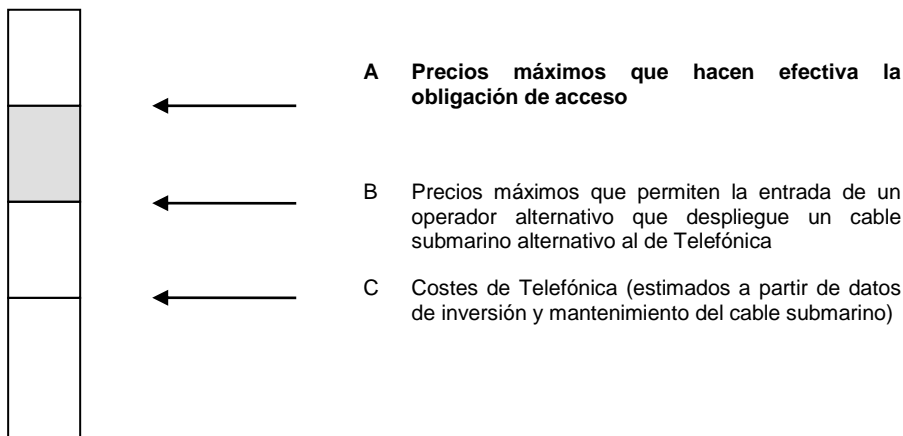 A Precios máximos que hacen efectiva la
obligación de acceso
B Precios máximos que permiten la entrada de un
operador alternativo que despliegue un cable
submarino alternativo al de Telefónica
C Costes de Telefónica (estimados a partir de datos
de inversión y mantenimiento del cable submarino)